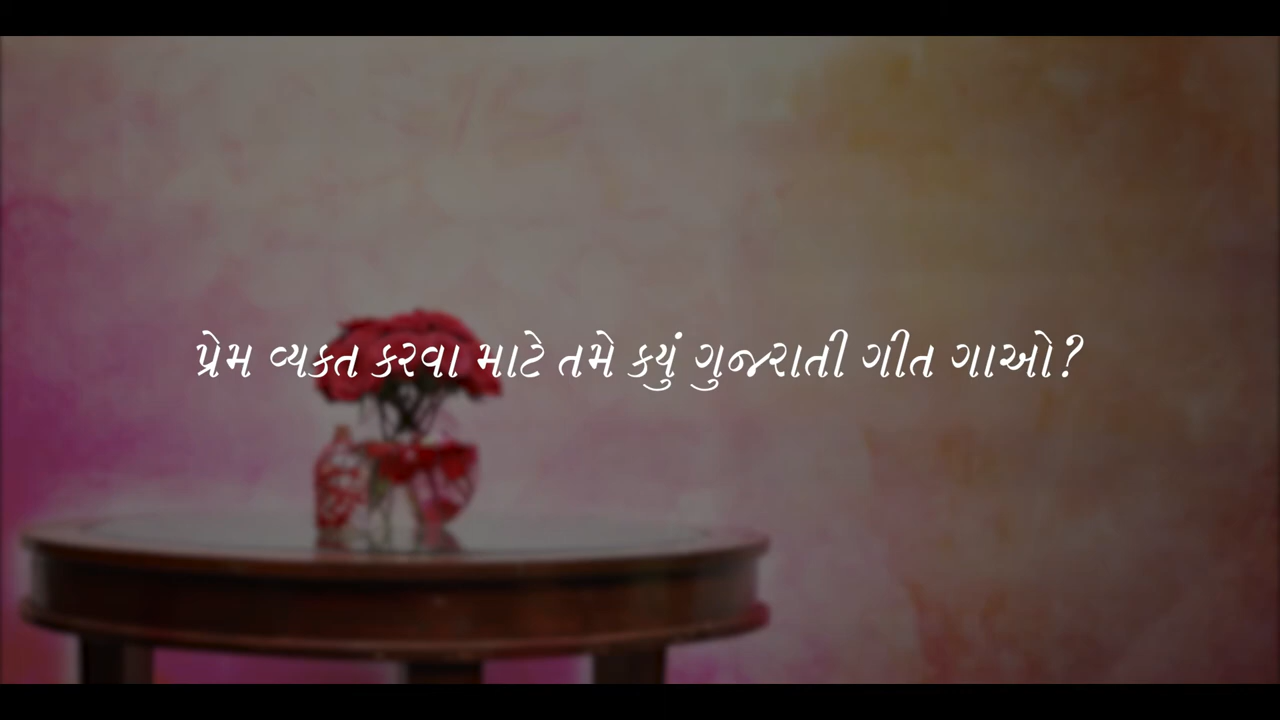 પ્રેમ વ્યક્ત કરવા માટે તમે કયું ગુજરાતી ગીત ગાઓ?